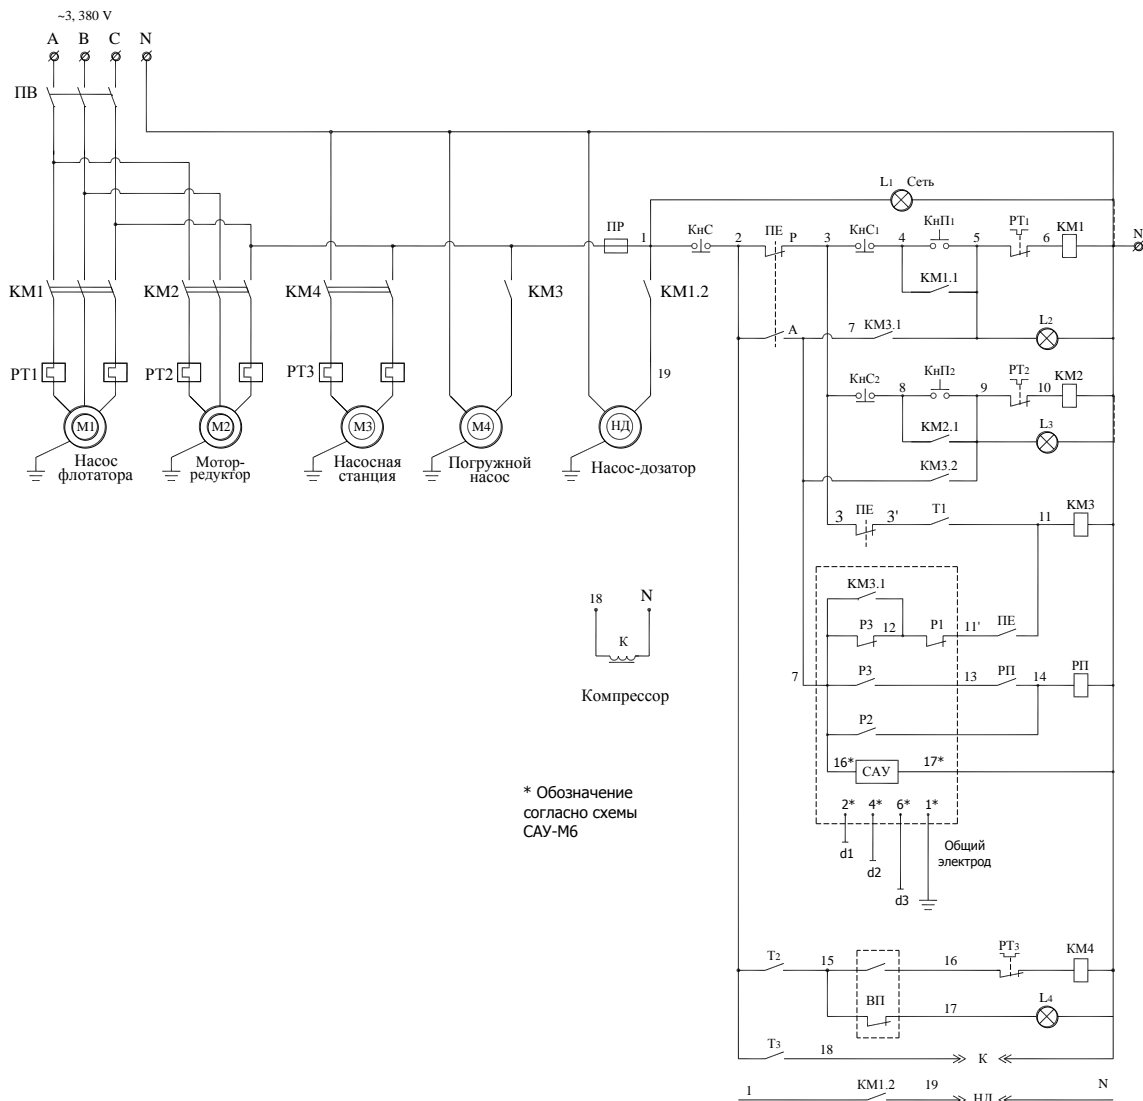 ~3, 380 V
A B C N
ПВ
L1 Сеть
ПР 1 КнС 2 ПЕ Р 3 КнС1 4 КнП1 5 РТ1 6 КМ1 N
КМ1 КМ2 КМ4 КМ3 КМ1.2 КМ1.1
А 7 КМ3.1 L2
РТ1 РТ2 РТ3 19
КнС2 8 КнП2 9 РТ2 10 КМ2
М1 М2 М3 М4 НД
КМ2.1 L3
Насос
флотатора
Мотор-
редуктор
Насосная
станция
Погружной
насос
Насос-дозатор
КМ3.2
3 ПЕ 3' Т1 11 КМ3
КМ3.1
18 N
К
Компрессор
Р3 12 Р1 11' ПЕ
7 Р3 13 РП 14 РП
Р2
16* САУ 17*
* Обозначение
согласно схемы
САУ-М6
2* 4* 6* 1*
d1 d2 d3
Общий
электрод
Т2 15 16 РТ3 КМ4
ВП 17 L4
Т3 18 К
1 КМ1.2 19 НД N